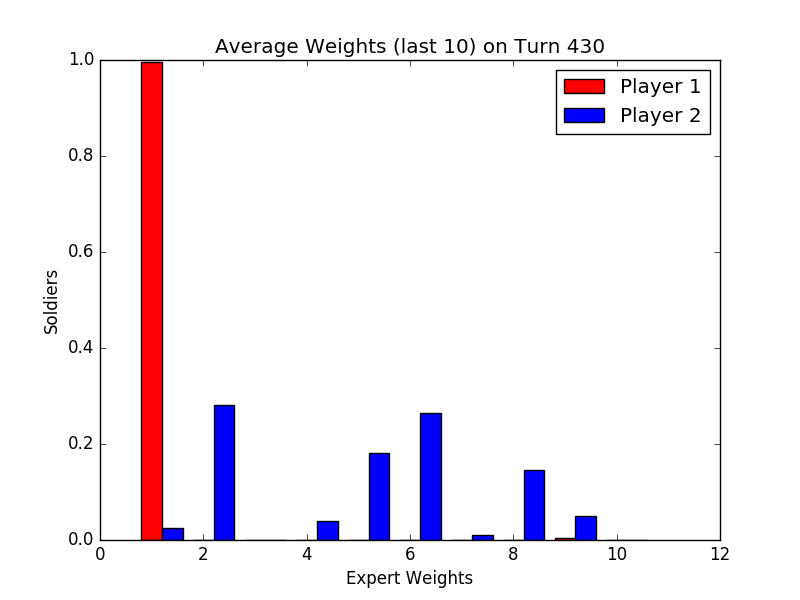 Average Weights (last 10) on Turn 430
Player 1
Player 2
1.0
0.8
0.6
0.4
0.2
0.0
Soldiers
0 2 4 6 8 10 12
Expert Weights